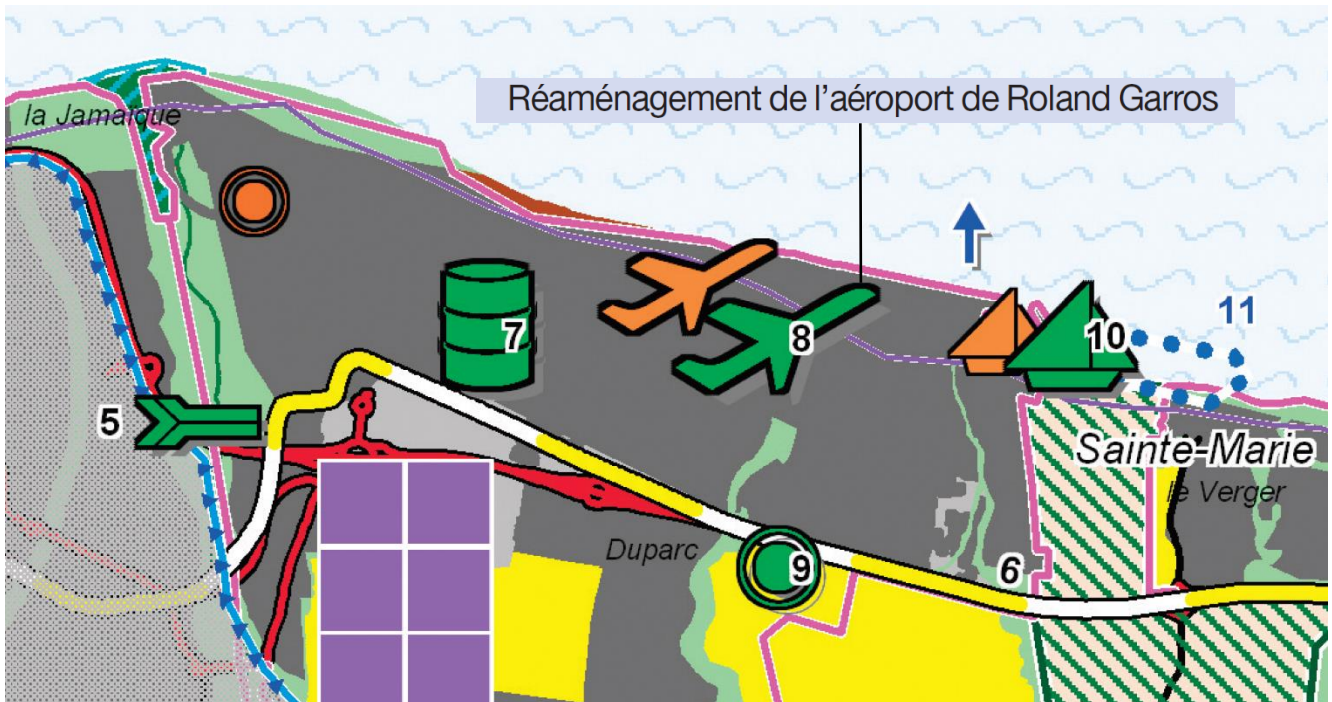 Réaménagement de l'aéroport de Roland Garros
la Jamaïque
11
7
8
10
5
Sainte-Marie
le Verger
Duparc
9
6